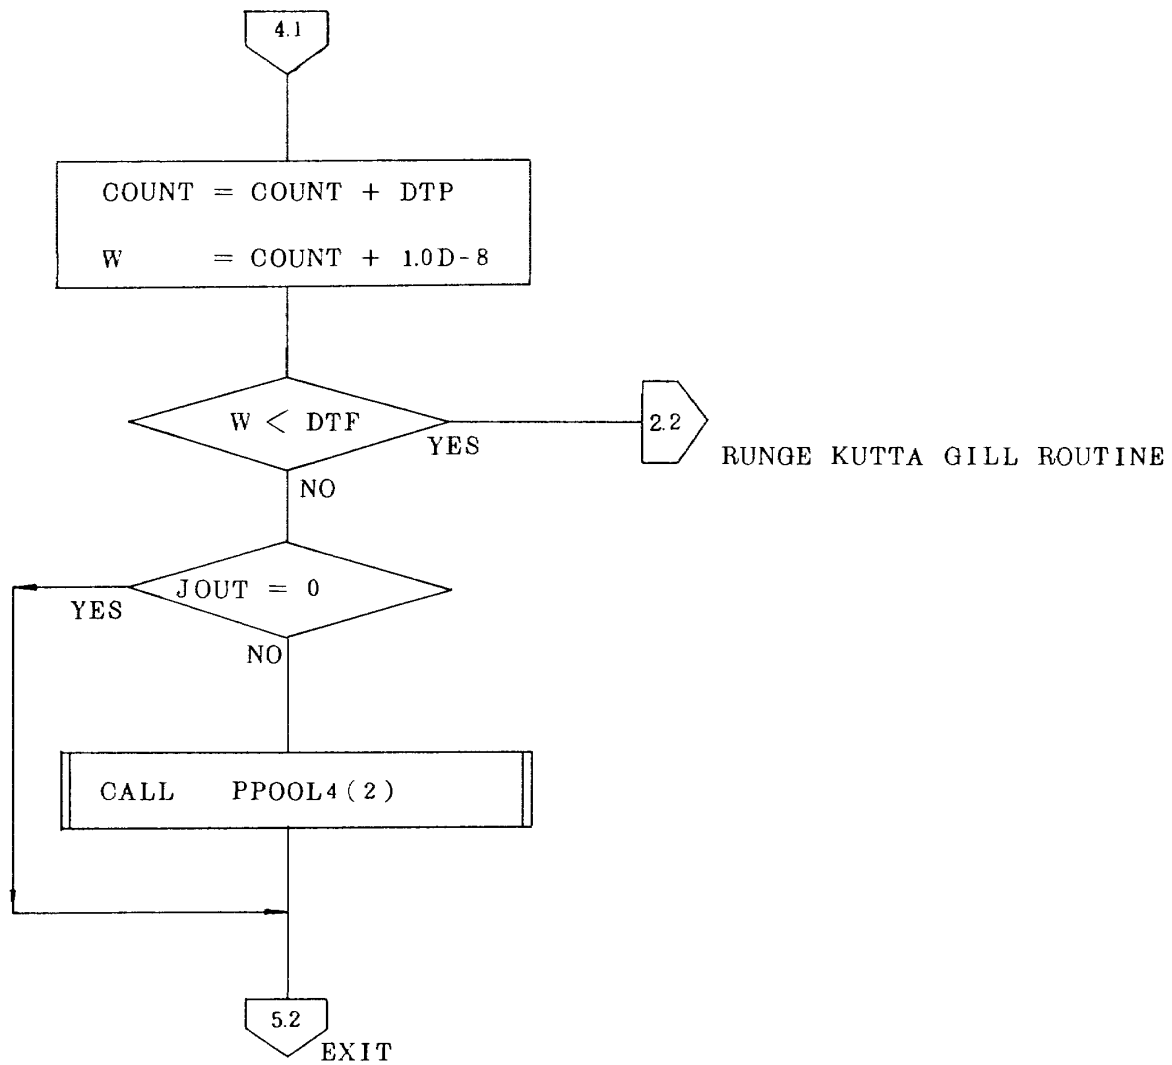 4.1
COUNT = COUNT + DTP
W = COUNT + 1.0D-8
W < DTF
YES
2.2
RUNGE KUTTA GILL ROUTINE
NO
JOUT = 0
YES
NO
CALL PPOOL4(2)
5.2
EXIT